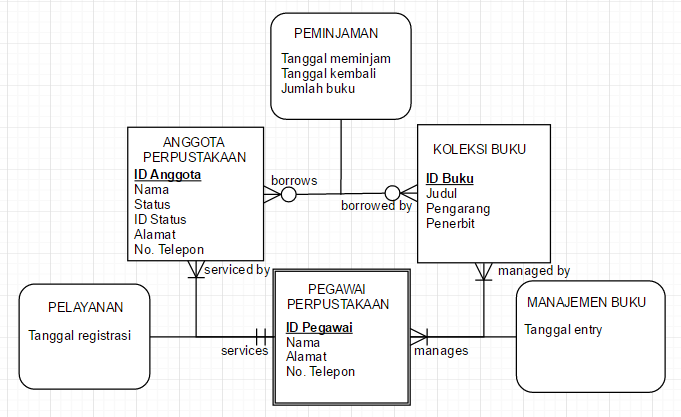 PEMINJAMAN
Tanggal meminjam
Tanggal kembali
Jumlah buku
ANGGOTA
PERPUSTAKAAN
ID Anggota
Nama
Status
ID Status
Alamat
No. Telepon
borrows
borrowed by
KOLEKSI BUKU
ID Buku
Judul
Pengarang
Penerbit
serviced by
managed by
PELAYANAN
Tanggal registrasi
services
PEGAWAI
PERPUSTAKAAN
ID Pegawai
Nama
Alamat
No. Telepon
manages
MANAJEMEN BUKU
Tanggal entry